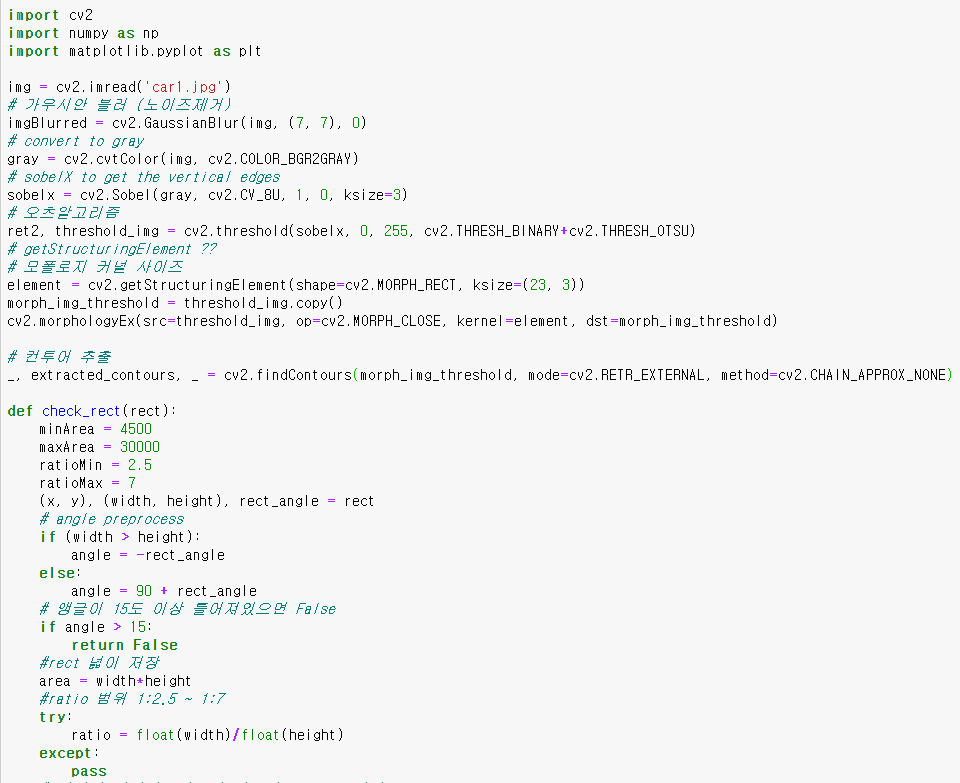 import cv2
import numpy as np
import matplotlib.pyplot as plt
img = cv2.imread('car1.jpg')
# 가우시안 블러 (노이즈제거)
imgBlurred = cv2.GaussianBlur(img, (7, 7), 0)
# convert to gray
gray = cv2.cvtColor(img, cv2.COLOR_BGR2GRAY)
# sobelX to get the vertical edges
sobelx = cv2.Sobel(gray, cv2.CV_8U, 1, 0, ksize=3)
# 오츠알고리즘
ret2, threshold_img = cv2.threshold(sobelx, 0, 255, cv2.THRESH_BINARY+cv2.THRESH_OTSU)
# getStructuringElement ??
# 모폴로지 커널 사이즈
element = cv2.getStructuringElement(shape=cv2.MORPH_RECT, ksize=(23, 3))
morph_img_threshold = threshold_img.copy()
cv2.morphologyEx(src=threshold_img, op=cv2.MORPH_CLOSE, kernel=element, dst=morph_img_threshold)
# 컨투어 추출
_, extracted_contours, _ = cv2.findContours(morph_img_threshold, mode=cv2.RETR_EXTERNAL, method=cv2.CHAIN_APPROX_NONE)
def check_rect(rect):
    minArea = 4500
    maxArea = 30000
    ratioMin = 2.5
    ratioMax = 7
    (x, y), (width, height), rect_angle = rect
    # angle preprocess
    if (width > height):
        angle = -rect_angle
    else:
        angle = 90 + rect_angle
    # 앵글이 15도 이상 틀어져있으면 False
    if angle > 15:
        return False
    #rect 넓이 저장
    area = width*height
    #ratio 범위 1:2.5 ~ 1:7
    try:
        ratio = float(width)/float(height)
    except:
        pass